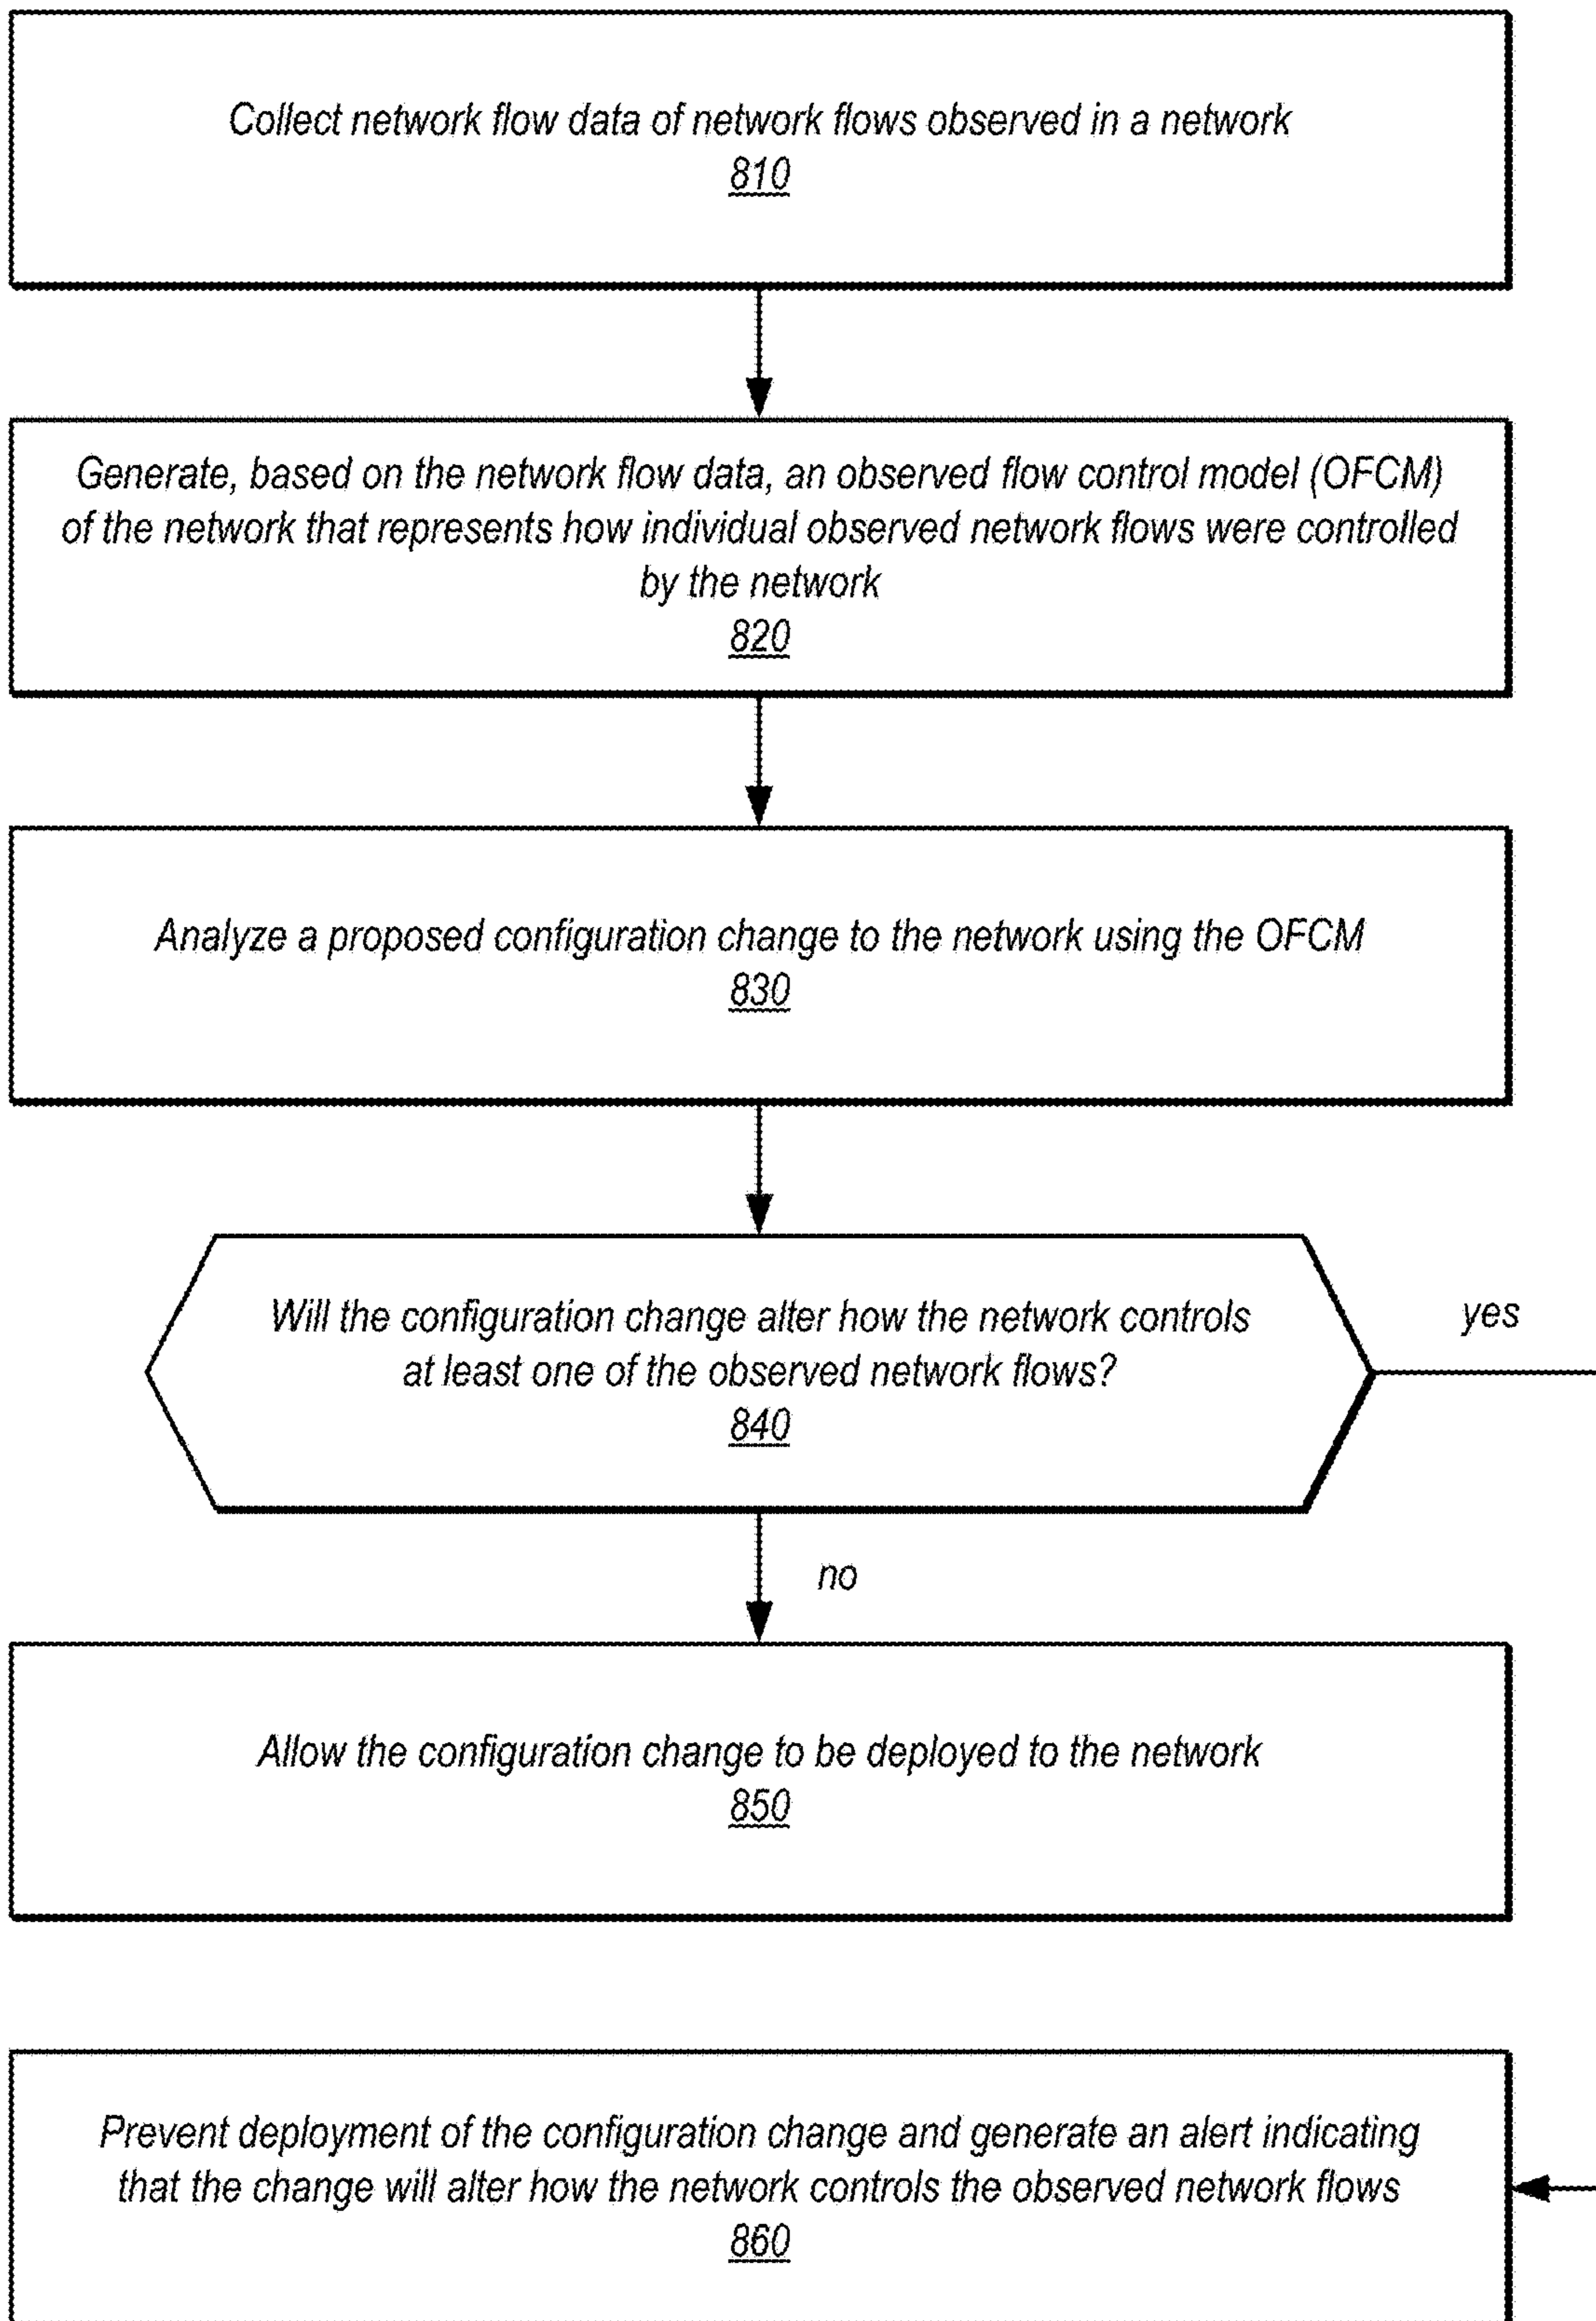 Collect network flow data of network flows observed in a network
810
Generate, based on the network flow data, an observed flow control model (OFCM)
of the network that represents how individual observed network flows were controlled
by the network
820
Analyze a proposed configuration change to the network using the OFCM
830
Will the configuration change alter how the network controls
at least one of the observed network flows?
840
yes
no
Allow the configuration change to be deployed to the network
850
Prevent deployment of the configuration change and generate an alert indicating
that the change will alter how the network controls the observed network flows
860